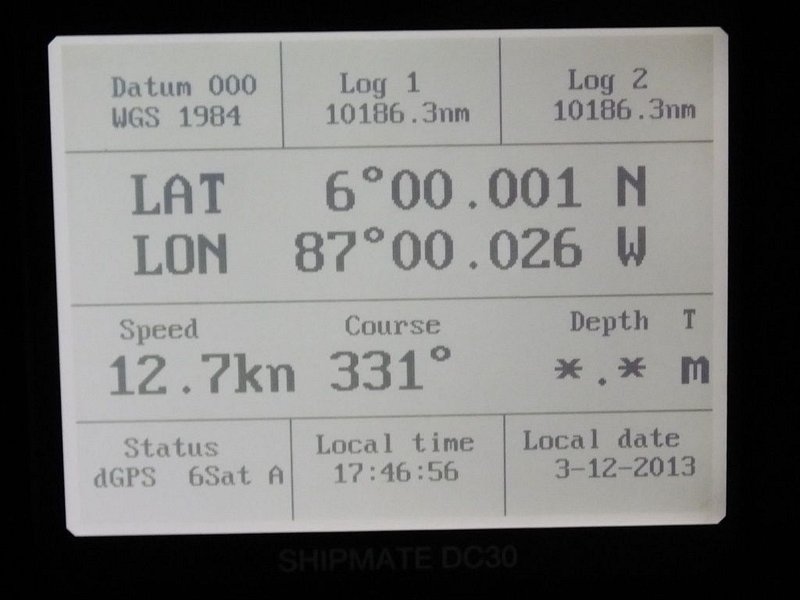 Datum 000
WGS 1984
Log 1
10186.3nm
Log 2
10186.3nm
LAT 6°00.001 N
LON 87°00.026 W
Speed
12.7kn
Course
331°
Depth T
*.* m
Status
dGPS 6Sat A
Local time
17:46:56
Local date
3-12-2013
SHIPMATE DC30